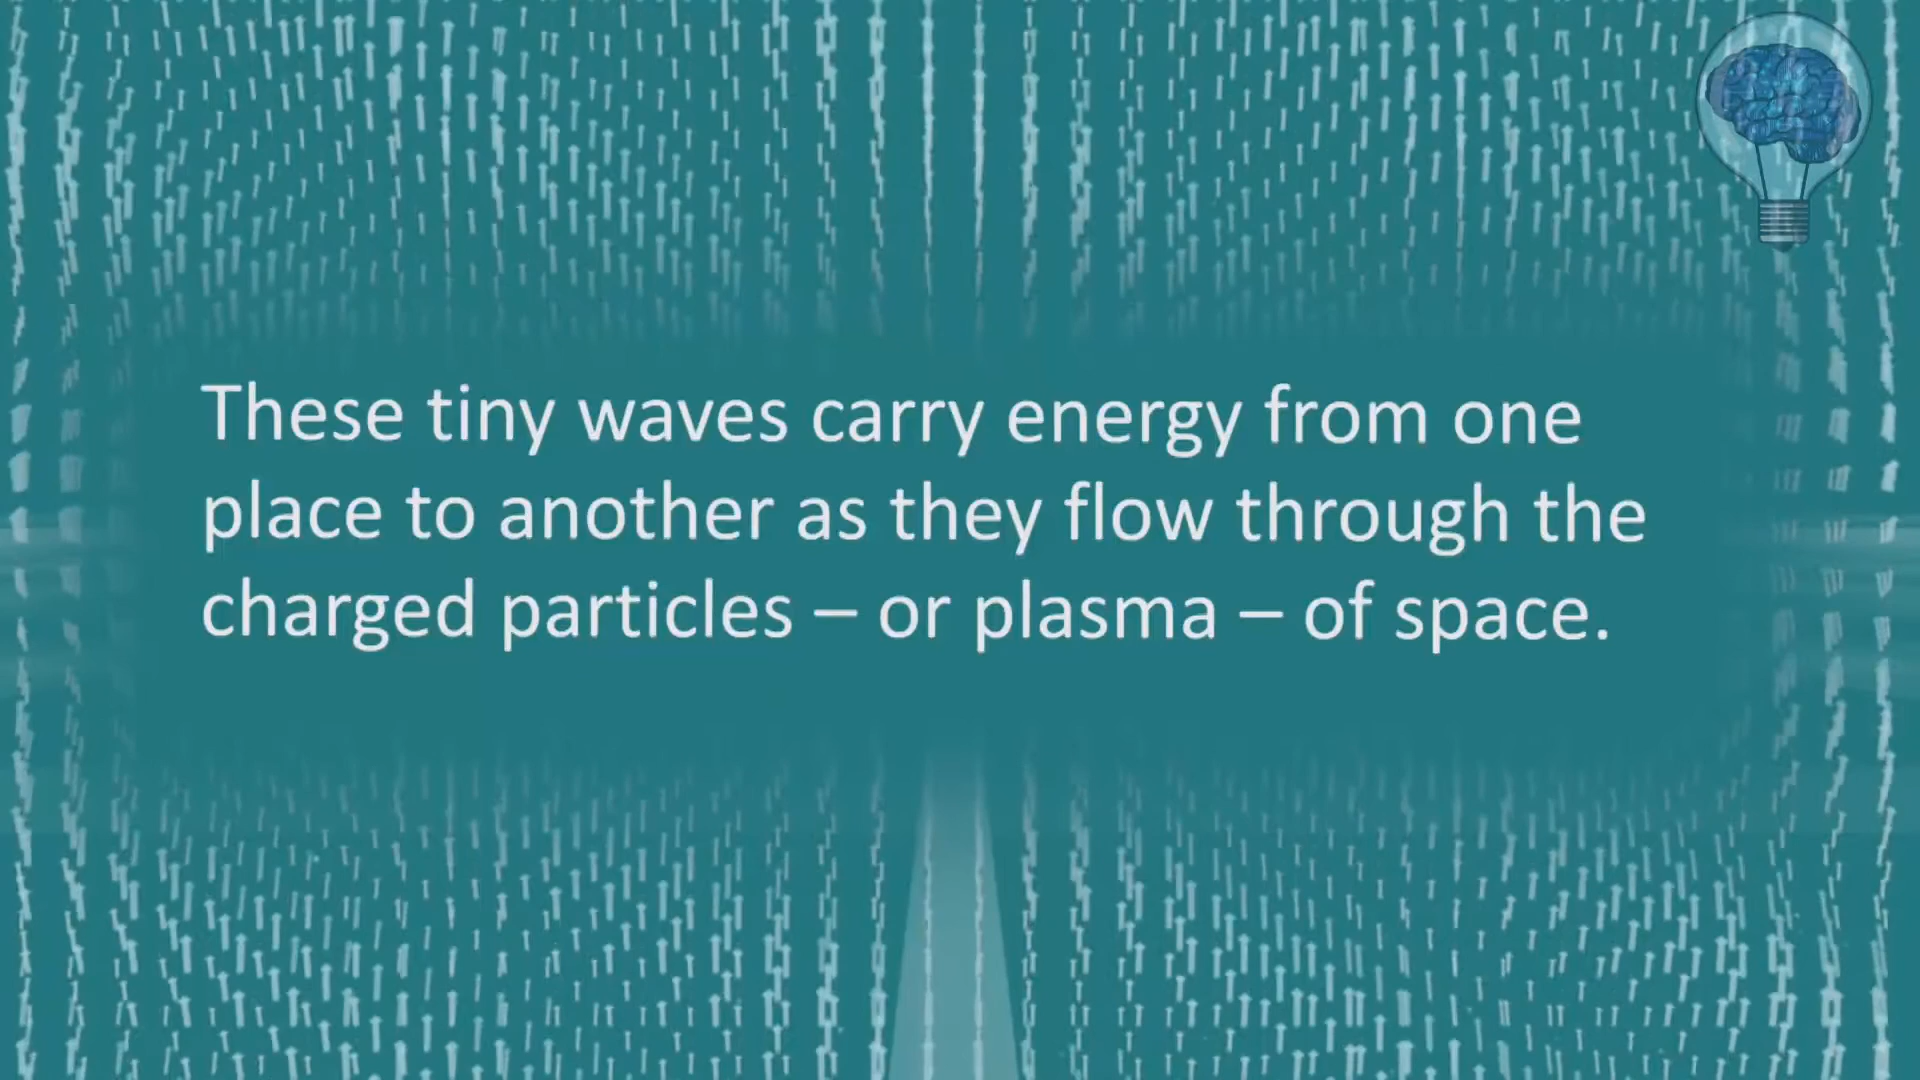 These tiny waves carry energy from one
place to another as they flow through the
charged particles – or plasma – of space.